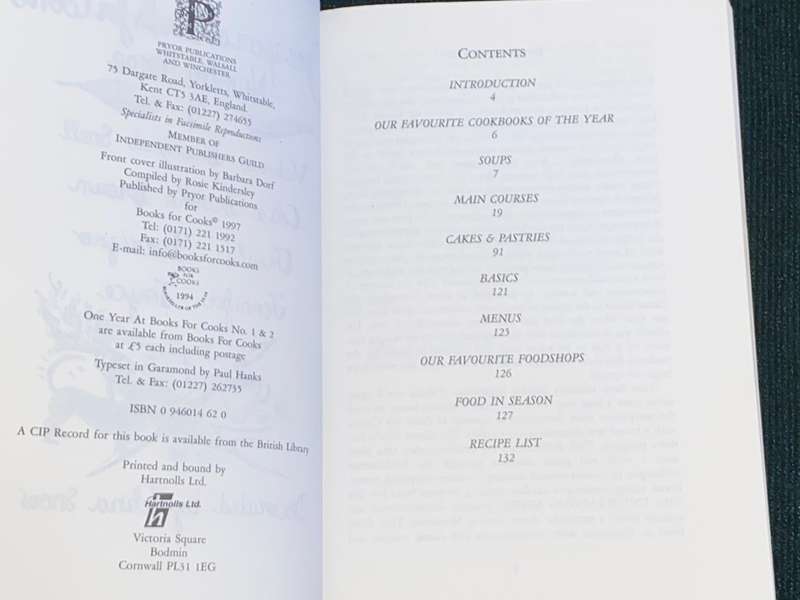 P
PRYOR PUBLICATIONS
WHITSTABLE, WALSALL
AND WINCHESTER
75 Dargate Road, Yorkletts, Whitstable,
Kent CT5 3AE, England.
Tel. & Fax: (01227) 274655
Specialists in Facsimile Reproductions
MEMBER OF
INDEPENDENT PUBLISHERS GUILD
Front cover illustration by Barbara Dorf
Compiled by Rosie Kindersley
Published by Pryor Publications
for
Books for Cooks© 1997
Tel: (0171) 221 1992
Fax: (0171) 221 1517
E-mail: info@booksforcooks.com
BOOKS
FOR
COOKS
1994
One Year At Books For Cooks No. 1 & 2
are available from Books For Cooks
at £5 each including postage
Typeset in Garamond by Paul Hanks
Tel. & Fax: (01227) 262735
ISBN 0 946014 62 0
A CIP Record for this book is available from the British Library
Printed and bound by
Hartnolls Ltd.
Hartnolls Ltd.
Victoria Square
Bodmin
Cornwall PL31 1EG
CONTENTS
INTRODUCTION
4
OUR FAVOURITE COOKBOOKS OF THE YEAR
6
SOUPS
7
MAIN COURSES
19
CAKES & PASTRIES
91
BASICS
121
MENUS
125
OUR FAVOURITE FOODSHOPS
126
FOOD IN SEASON
127
RECIPE LIST
132